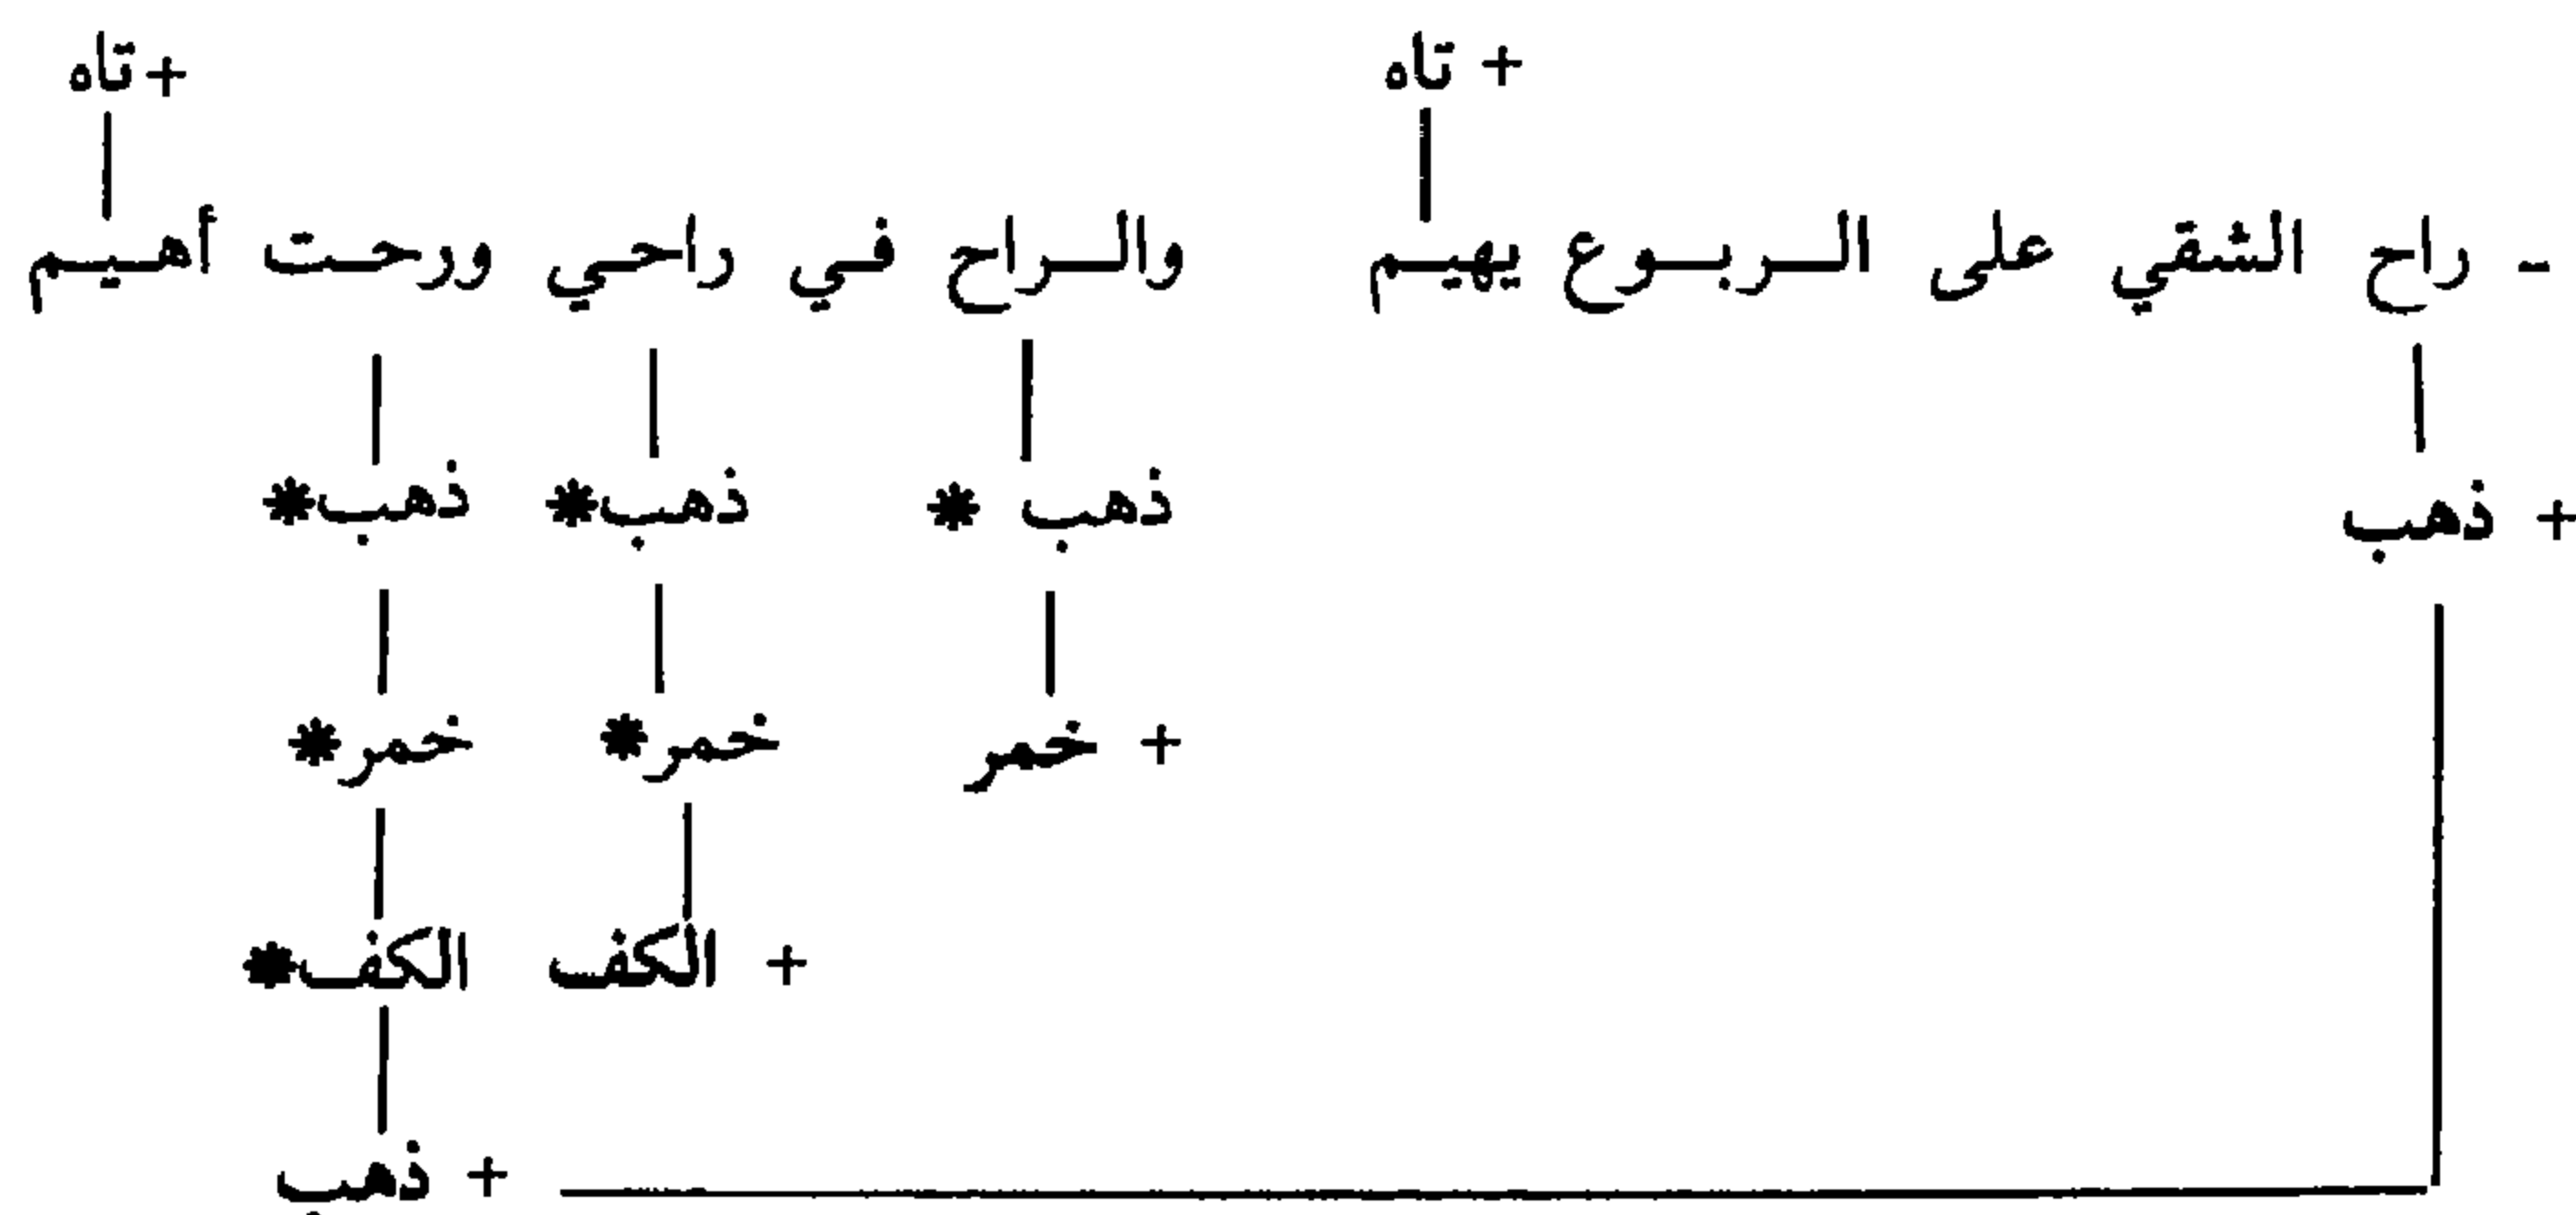 + تاه + تاه
- راح الشقي على الربوع يهيم والراح في راحي ورحت أهيم
+ ذهب ذهب * ذهب* ذهب*
+ خمر خمر* خمر*
+ الكف الكف*
+ ذهب